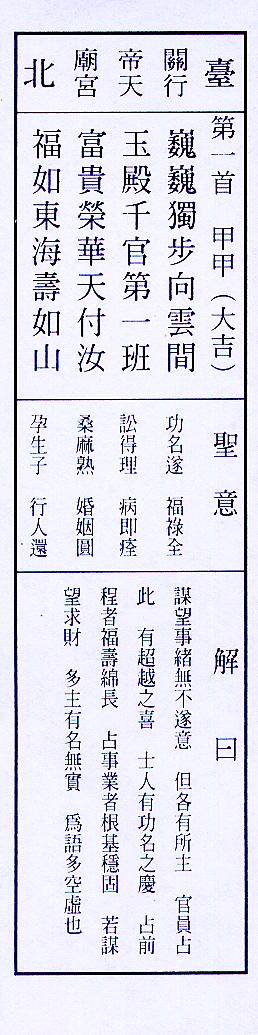 臺
關行
帝天
廟宮
北
第一首 甲甲（大吉）
巍巍獨步向雲間
玉殿千官第一班
富貴榮華天付汝
福如東海壽如山
聖意
功名遂 福祿全
訟得理 病即痊
桑麻熟 婚姻圓
孕生子 行人還
解曰
謀望事緒無不遂意 但各有所主 官員占
此 有超越之喜 士人有功名之慶 占前
程者福壽綿長 占事業者根基穩固 若謀
望求財 多主有名無實 為語多空虛也